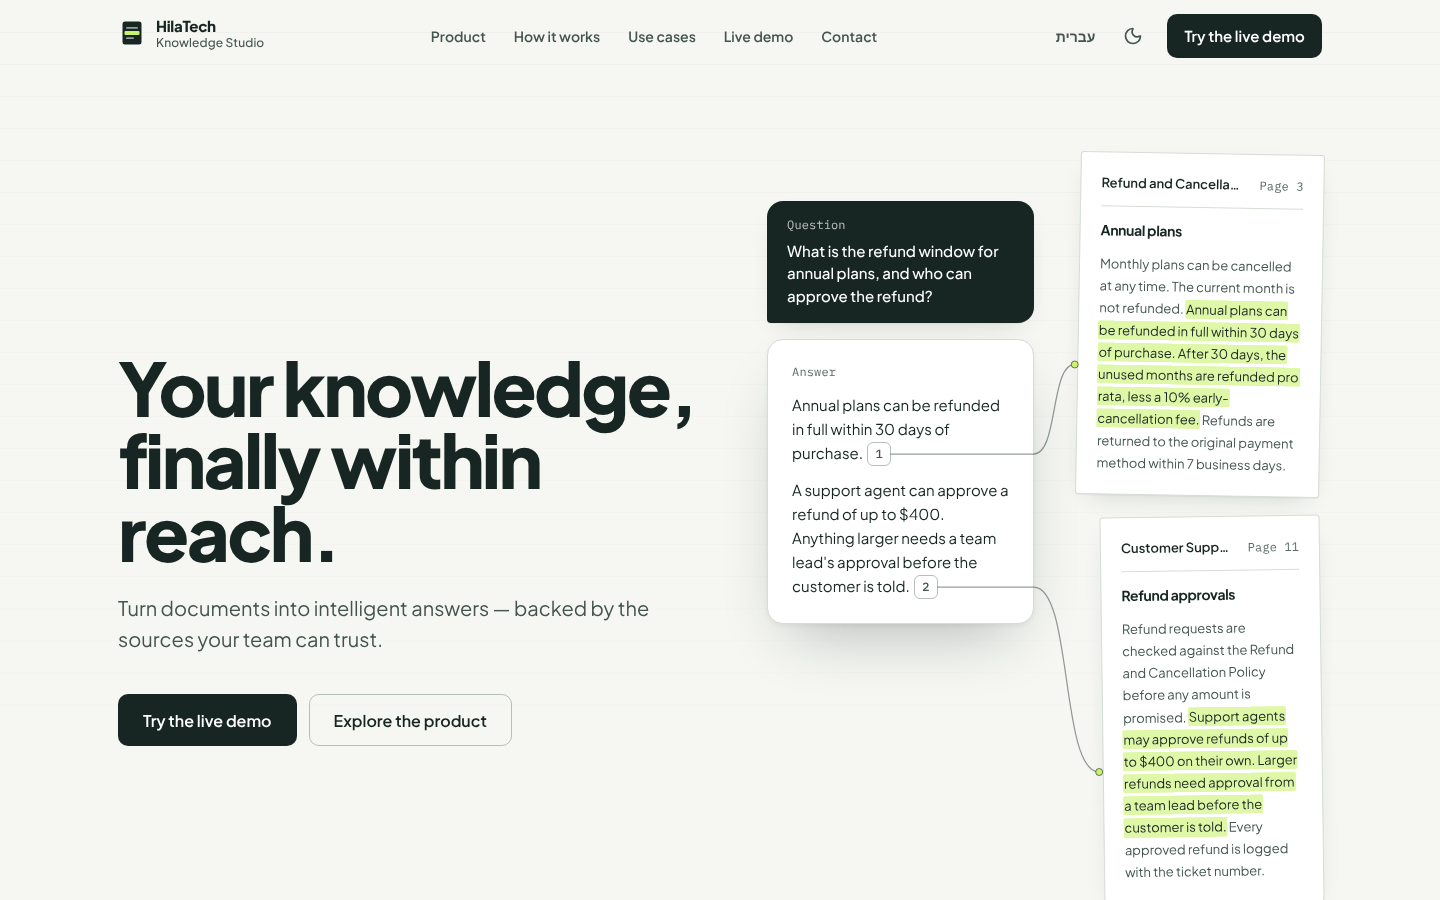 HilaTech
Knowledge Studio
Product
How it works
Use cases
Live demo
Contact
עברית
Try the live demo
Your knowledge,
finally within
reach.
Turn documents into intelligent answers — backed by the
sources your team can trust.
Try the live demo
Explore the product
Question
What is the refund window for
annual plans, and who can
approve the refund?
Answer
Annual plans can be refunded
in full within 30 days of
purchase. 1
A support agent can approve a
refund of up to $400.
Anything larger needs a team
lead's approval before the
customer is told. 2
Refund and Cancella… Page 3
Annual plans
Monthly plans can be cancelled
at any time. The current month is
not refunded. Annual plans can
be refunded in full within 30 days
of purchase. After 30 days, the
unused months are refunded pro
rata, less a 10% early-
cancellation fee. Refunds are
returned to the original payment
method within 7 business days.
Customer Supp… Page 11
Refund approvals
Refund requests are
checked against the Refund
and Cancellation Policy
before any amount is
promised. Support agents
may approve refunds of up
to $400 on their own. Larger
refunds need approval from
a team lead before the
customer is told. Every
approved refund is logged
with the ticket number.